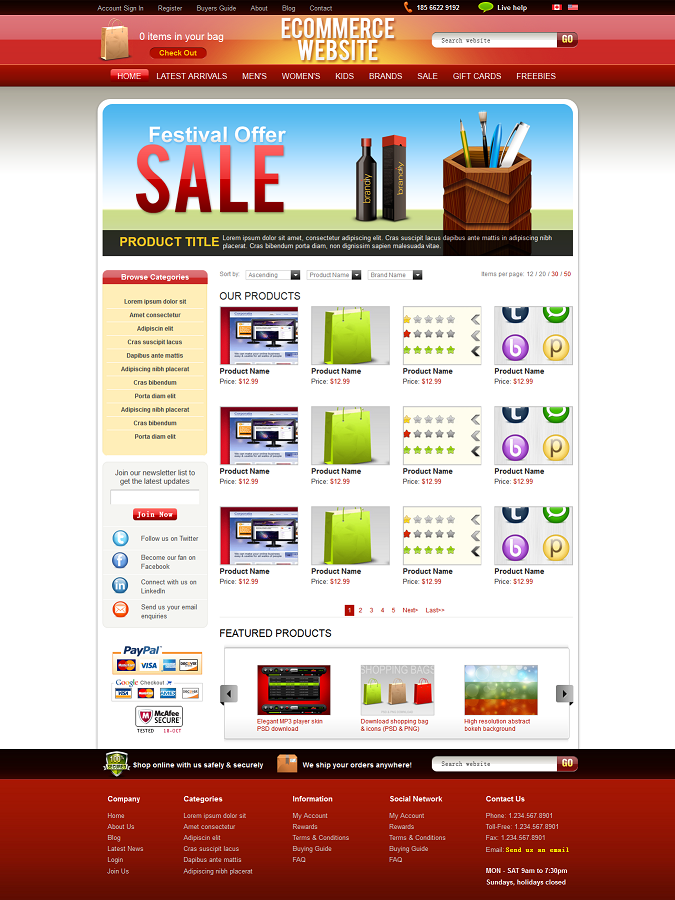 Account Sign In Register Buyers Guide About Blog Contact
185 6622 9192
Live help
0 items in your bag
Check Out
ECOMMERCE
WEBSITE
Search website
GO
HOME LATEST ARRIVALS MEN'S WOMEN'S KIDS BRANDS SALE GIFT CARDS FREEBIES
Festival Offer
SALE
brandly
brandly
PRODUCT TITLE
Lorem ipsum dolor sit amet, consectetur adipiscing elit. Cras suscipit lacus dapibus ante mattis in adipiscing nibh
placerat. Cras bibendum porta diam, non dignissim sapien malesuada vitae.
Browse Categories
Lorem ipsum dolor sit
Amet consectetur
Adipiscin elit
Cras suscipit lacus
Dapibus ante mattis
Adipiscing nibh placerat
Cras bibendum
Porta diam elit
Adipiscing nibh placerat
Cras bibendum
Porta diam elit
Join our newsletter list to
get the latest updates
Join Now
Follow us on Twitter
Become our fan on
Facebook
Connect with us on
LinkedIn
Send us your email
enquiries
PayPal
MasterCard VISA DISCOVER
Google Checkout
VISA
McAfee
SECURE
TESTED 18-OCT
Sort by: Ascending Product Name Brand Name
Items per page: 12 / 20 / 30 / 50
OUR PRODUCTS
Product Name
Price: $12.99
Product Name
Price: $12.99
Product Name
Price: $12.99
Product Name
Price: $12.99
Product Name
Price: $12.99
Product Name
Price: $12.99
Product Name
Price: $12.99
Product Name
Price: $12.99
Product Name
Price: $12.99
Product Name
Price: $12.99
Product Name
Price: $12.99
Product Name
Price: $12.99
1 2 3 4 5 Next> Last>>
FEATURED PRODUCTS
Elegant MP3 player skin
PSD download
SHOPPING BAGS
Download shopping bag
& icons (PSD & PNG)
High resolution abstract
bokeh background
100%
Shop online with us safely & securely
We ship your orders anywhere!
Search website
GO
Company
Home
About Us
Blog
Latest News
Login
Join Us
Categories
Lorem ipsum dolor sit
Amet consectetur
Adipiscin elit
Cras suscipit lacus
Dapibus ante mattis
Adipiscing nibh placerat
Information
My Account
Rewards
Terms & Conditions
Buying Guide
FAQ
Social Network
My Account
Rewards
Terms & Conditions
Buying Guide
FAQ
Contact Us
Phone: 1.234.567.8901
Toll-Free: 1.234.567.8901
Fax: 1.234.567.8901
Email: Send us an email
MON - SAT 9am to 7:30pm
Sundays, holidays closed